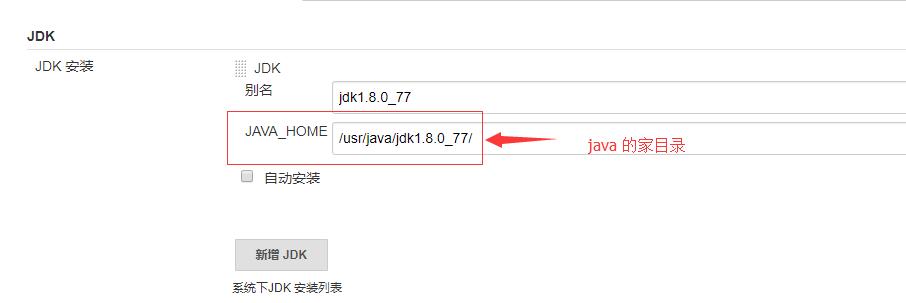 JDK
JDK 安装
JDK
别名
jdk1.8.0_77
JAVA_HOME
/usr/java/jdk1.8.0_77/
java 的家目录
自动安装
新增 JDK
系统下JDK 安装列表